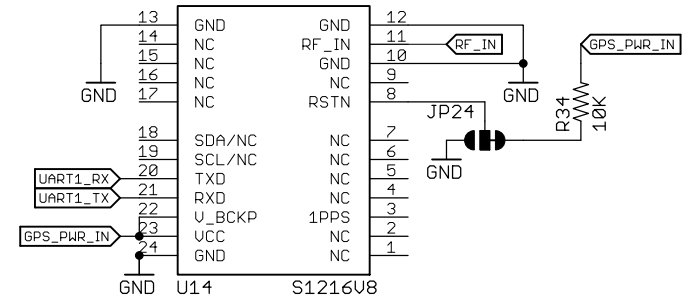 13 GND GND 12
14 NC RF_IN 11 RF_IN
15 NC GND 10 GPS_PWR_IN
16 NC NC 9
GND 17 NC RSTN 8 GND
JP24 R34 10K
18 SDA/NC NC 7
19 SCL/NC NC 6
UART1_RX 20 TXD NC 5 GND
UART1_TX 21 RXD NC 4
22 V_BCKP 1PPS 3
GPS_PWR_IN 23 VCC NC 2
24 GND NC 1
GND U14 S1216V8